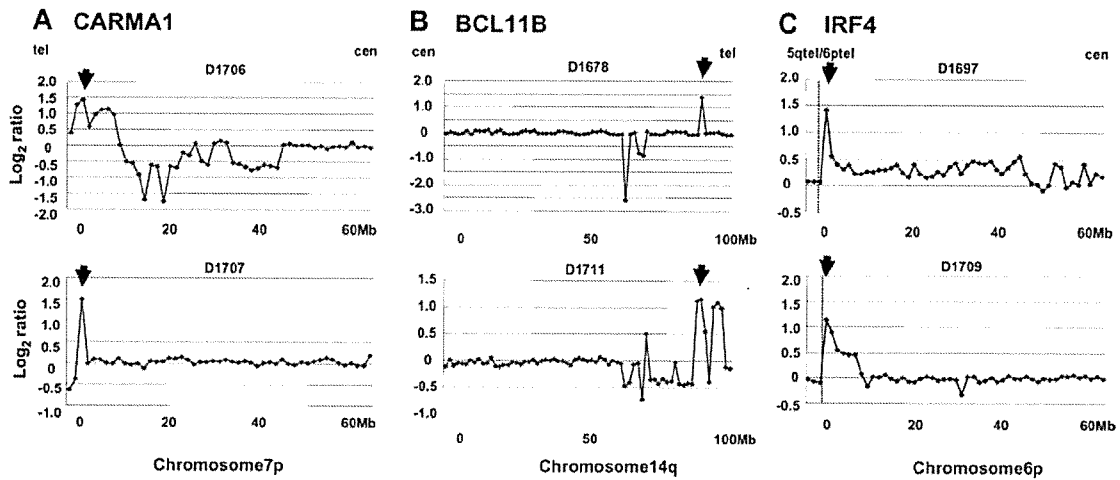 A CARMA1
tel cen
D1706
2.0
1.5
1.0
0.5
0
-0.5
-1.0
-1.5
-2.0
Log2 ratio
0 20 40 60Mb
D1707
2.0
1.5
1.0
0.5
0
-0.5
-1.0
Log2 ratio
0 20 40 60Mb
Chromosome7p
B BCL11B
cen tel
D1678
2.0
1.0
0
-1.0
-2.0
-3.0
0 50 100Mb
D1711
1.5
1.0
0.5
0
-0.5
-1.0
0 50 100Mb
Chromosome14q
C IRF4
5qtel/6ptel cen
D1697
2.0
1.5
1.0
0.5
0
-0.5
0 20 40 60Mb
D1709
2.0
1.5
1.0
0.5
0
-0.5
0 20 40 60Mb
Chromosome6p